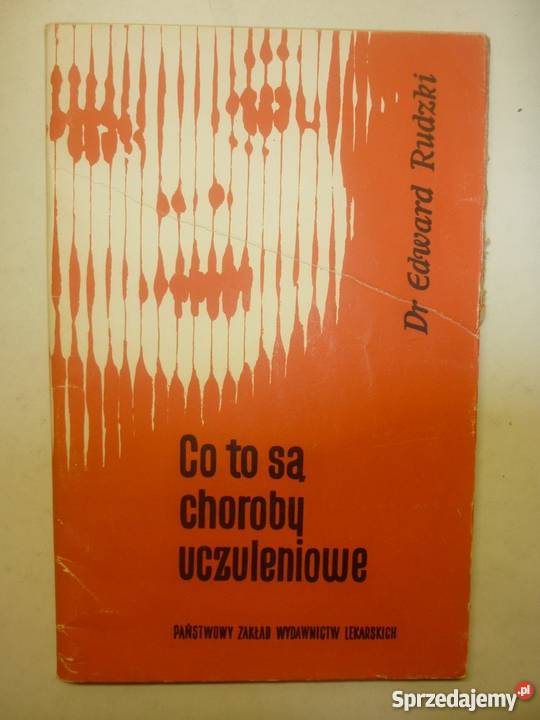 Dr Edward Rudzki
Co to są
choroby
uczuleniowe
PAŃSTWOWY ZAKŁAD WYDAWNICTW LEKARSKICH
Sprzedajemy.pl